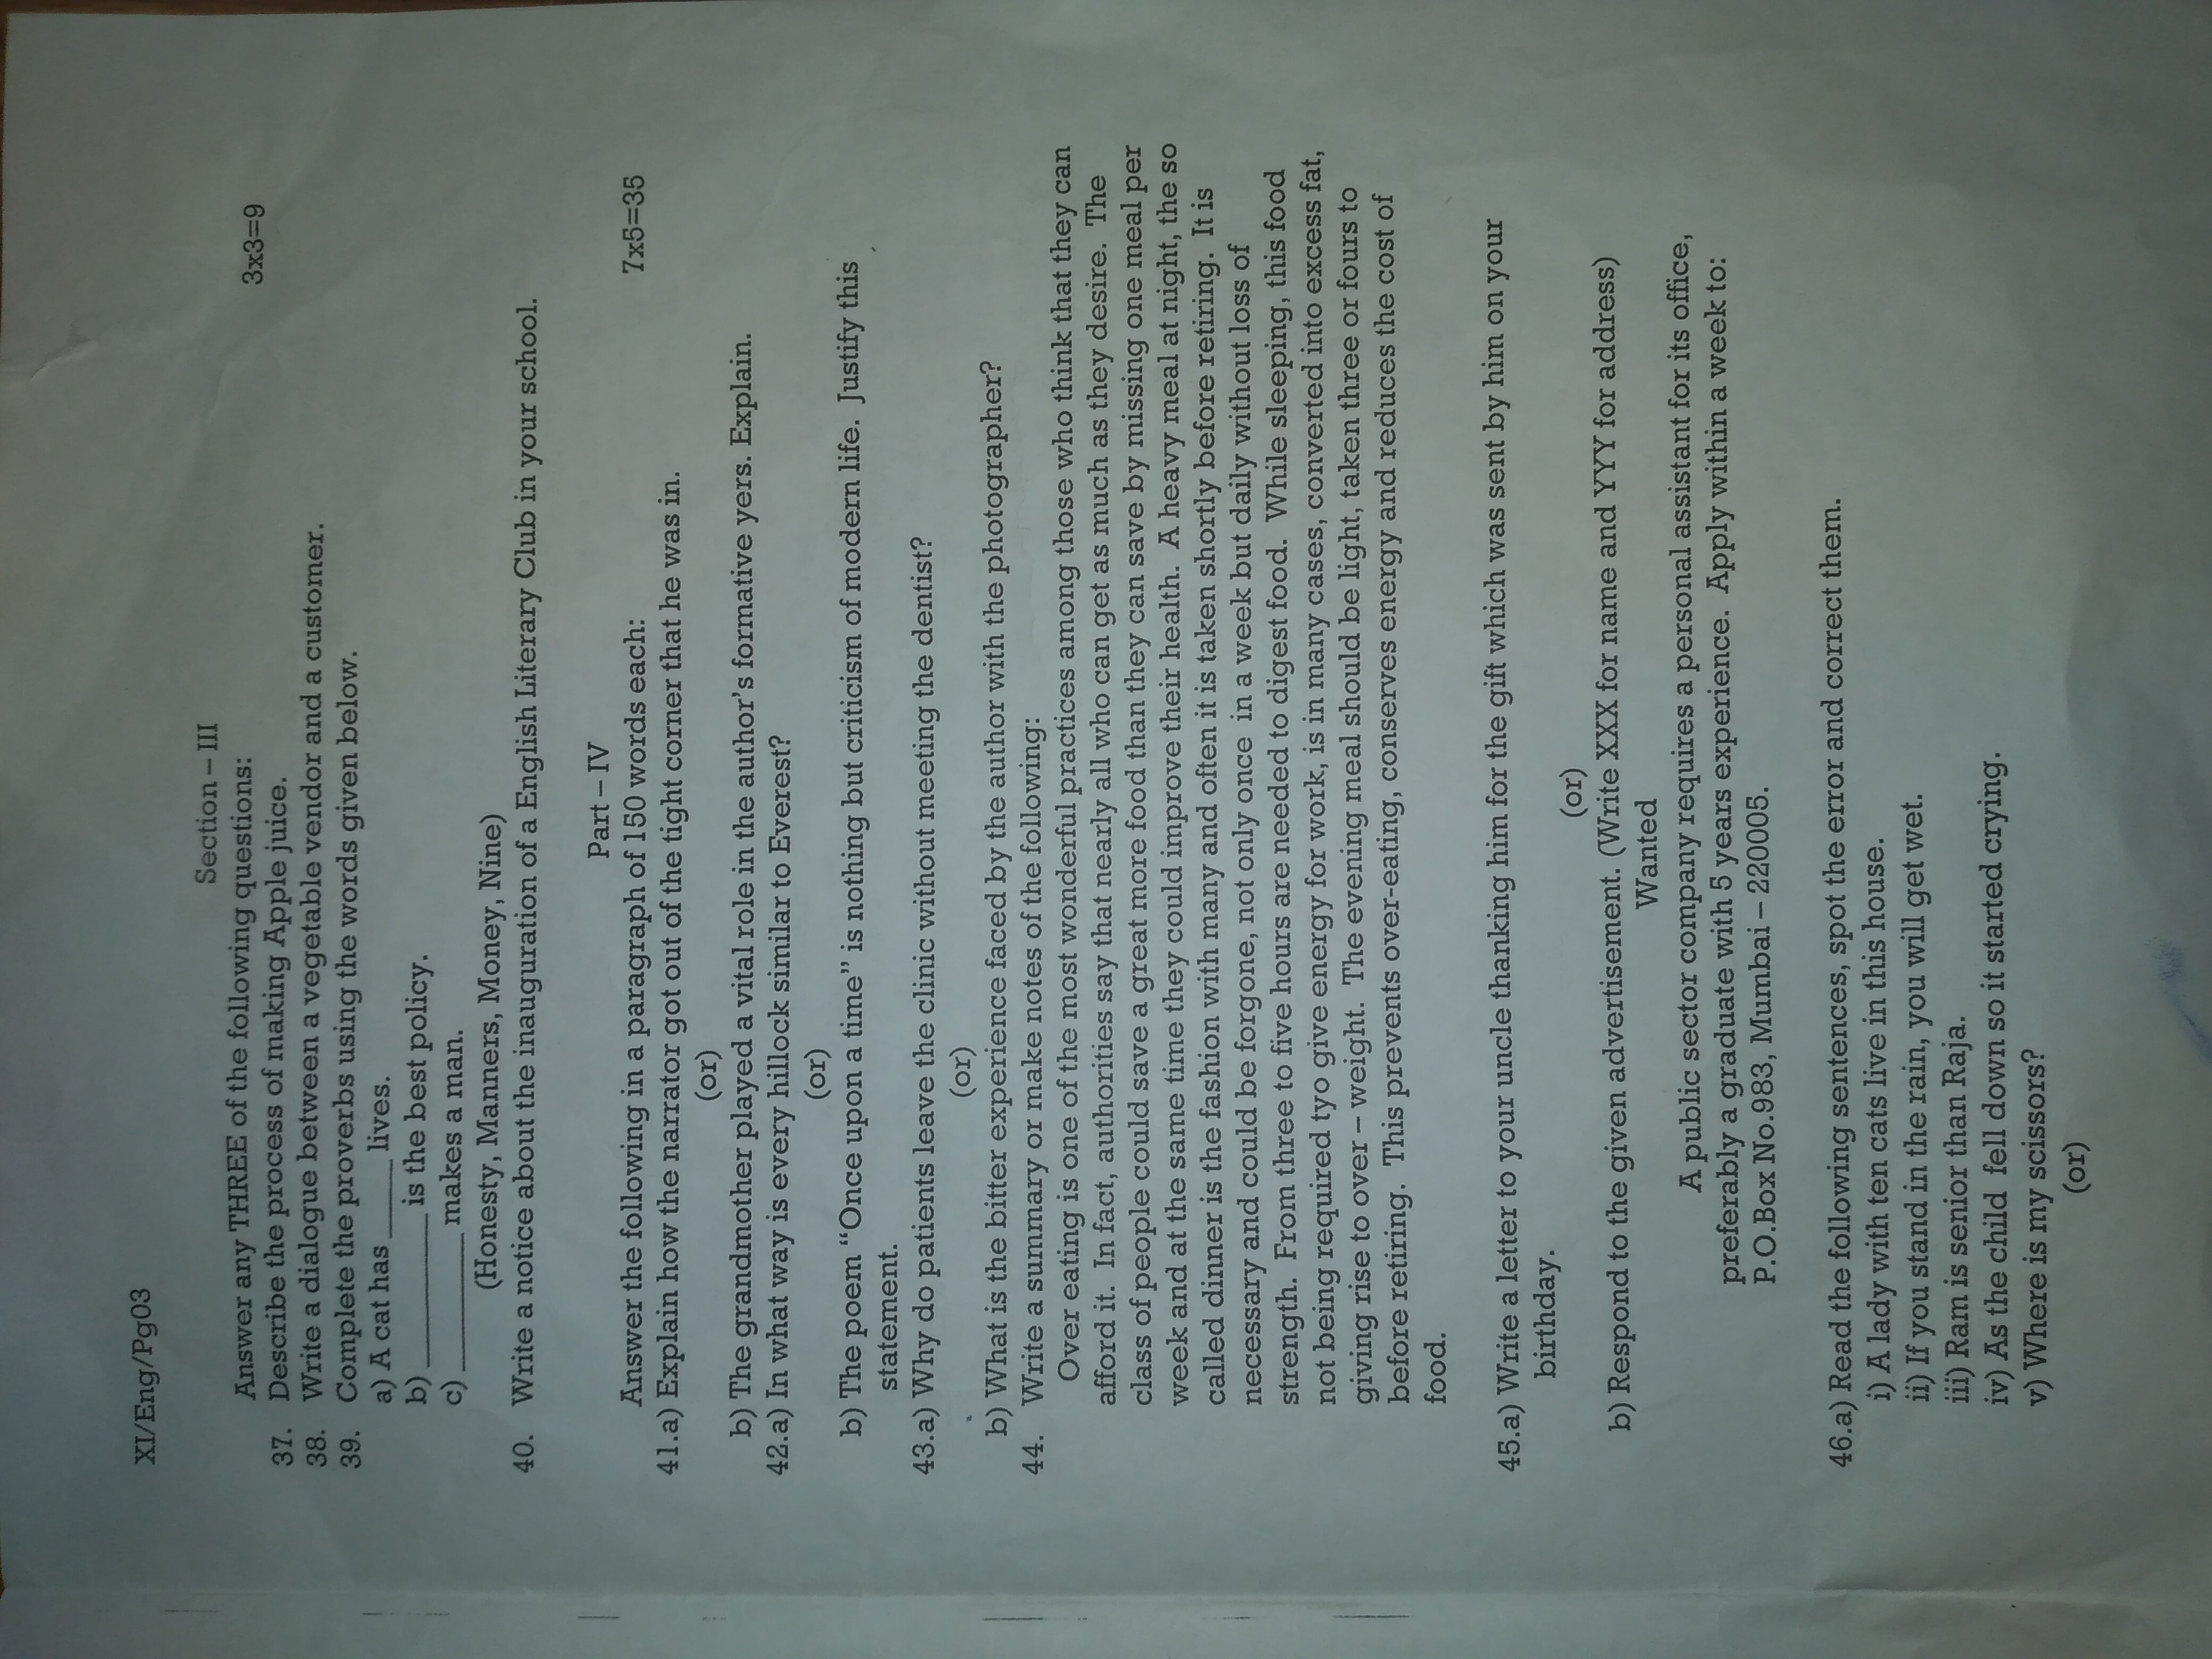 XI/Eng/Pg03
Section – III
Answer any THREE of the following questions: 3x3=9
37. Describe the process of making Apple juice.
38. Write a dialogue between a vegetable vendor and a customer.
39. Complete the proverbs using the words given below.
a) A cat has _____ lives.
b) __________ is the best policy.
c) _________ makes a man.
(Honesty, Manners, Money, Nine)
40. Write a notice about the inauguration of a English Literary Club in your school.
Part – IV
Answer the following in a paragraph of 150 words each: 7x5=35
41.a) Explain how the narrator got out of the tight corner that he was in.
(or)
b) The grandmother played a vital role in the author's formative yers. Explain.
42.a) In what way is every hillock similar to Everest?
(or)
b) The poem “Once upon a time” is nothing but criticism of modern life. Justify this
statement.
43.a) Why do patients leave the clinic without meeting the dentist?
(or)
b) What is the bitter experience faced by the author with the photographer?
44. Write a summary or make notes of the following:
Over eating is one of the most wonderful practices among those who think that they can
afford it. In fact, authorities say that nearly all who can get as much as they desire. The
class of people could save a great more food than they can save by missing one meal per
week and at the same time they could improve their health. A heavy meal at night, the so
called dinner is the fashion with many and often it is taken shortly before retiring. It is
necessary and could be forgone, not only once in a week but daily without loss of
strength. From three to five hours are needed to digest food. While sleeping, this food
not being required tyo give energy for work, is in many cases, converted into excess fat,
giving rise to over – weight. The evening meal should be light, taken three or fours to
before retiring. This prevents over-eating, conserves energy and reduces the cost of
food.
45.a) Write a letter to your uncle thanking him for the gift which was sent by him on your
birthday.
(or)
b) Respond to the given advertisement. (Write XXX for name and YYY for address)
Wanted
A public sector company requires a personal assistant for its office,
preferably a graduate with 5 years experience. Apply within a week to:
P.O.Box No.983, Mumbai – 220005.
46.a) Read the following sentences, spot the error and correct them.
i) A lady with ten cats live in this house.
ii) If you stand in the rain, you will get wet.
iii) Ram is senior than Raja.
iv) As the child fell down so it started crying.
v) Where is my scissors?
(or)